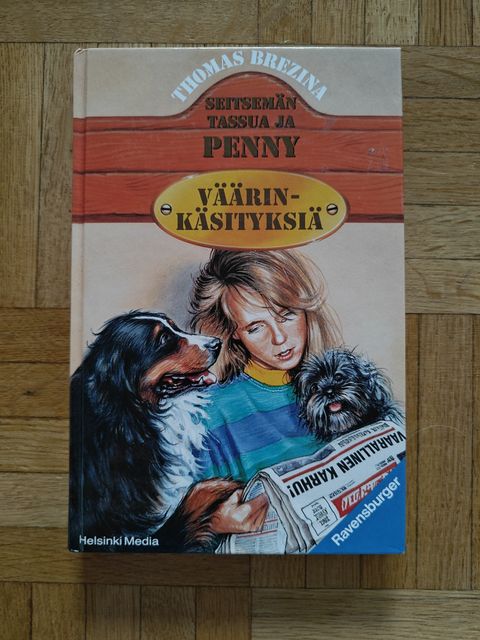 THOMAS BREZINA
SEITSEMÄN
TASSUA JA
PENNY
VÄÄRIN-
KÄSITYKSIÄ
VAARALLINEN KARHU!
Ravensburger
Helsinki Media